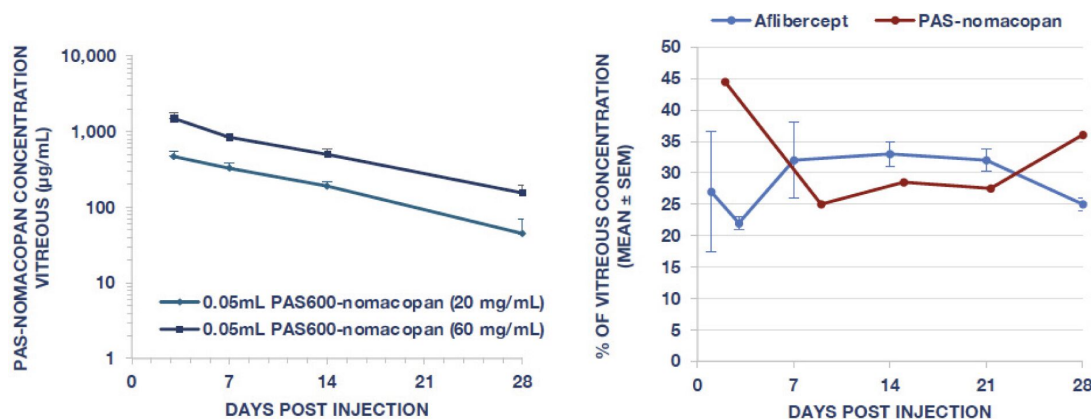 PAS-NOMACOPAN CONCENTRATION
VITREOUS (µg/mL)
10,000
1,000
100
10
1
0.05mL PAS600-nomacopan (20 mg/mL)
0.05mL PAS600-nomacopan (60 mg/mL)
0 7 14 21 28
DAYS POST INJECTION
Aflibercept PAS-nomacopan
% OF VITREOUS CONCENTRATION
(MEAN ± SEM)
50
45
40
35
30
25
20
15
10
5
0
0 7 14 21 28
DAYS POST INJECTION